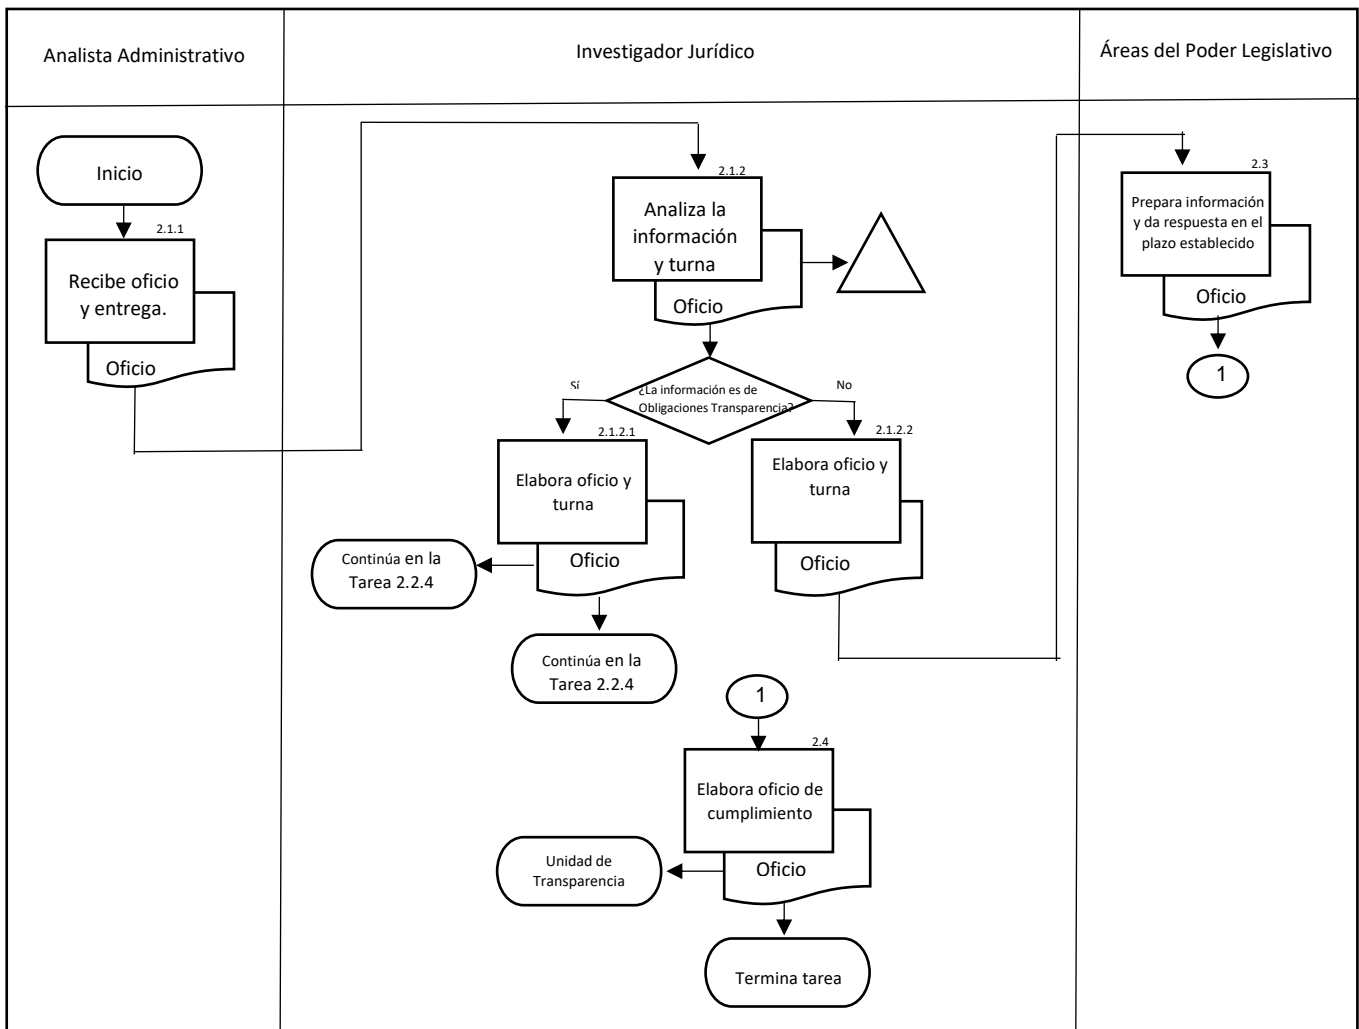 Analista Administrativo
Investigador Jurídico
Áreas del Poder Legislativo
Inicio
2.1.1
Recibe oficio
y entrega.
Oficio
2.1.2
Analiza la
información
y turna
Oficio
2.3
Prepara información
y da respuesta en el
plazo establecido
Oficio
1
¿La información es de
Obligaciones Transparencia?
Sí
No
2.1.2.1
Elabora oficio y
turna
Oficio
2.1.2.2
Elabora oficio y
turna
Oficio
Continúa en la
Tarea 2.2.4
Continúa en la
Tarea 2.2.4
1
2.4
Elabora oficio de
cumplimiento
Oficio
Unidad de
Transparencia
Termina tarea